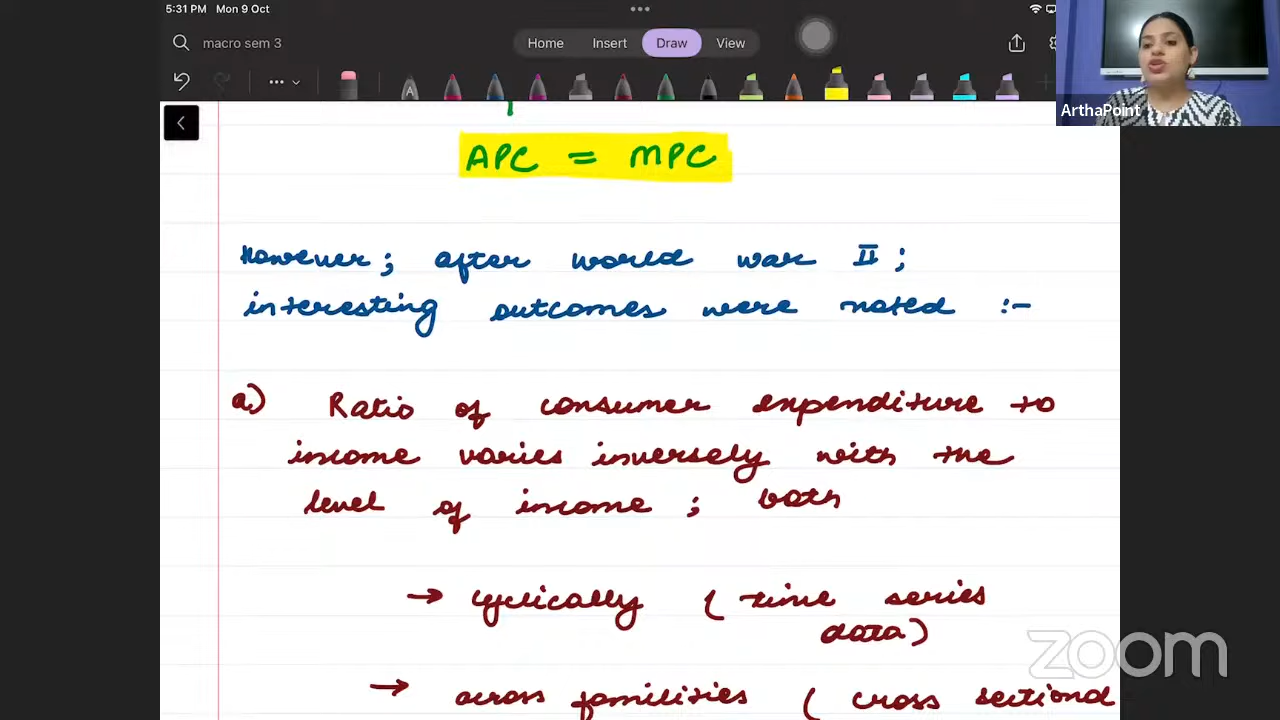 5:31 PM Mon 9 Oct
macro sem 3
Home Insert Draw View
ArthaPoint
APC = MPC
However; after world war II;
interesting outcomes were noted :-
a.) Ratio of consumer expenditure to
income varies inversely with the
level of income; both
→ cyclically (time series
data)
→ across familities ( cross sectional
zoom